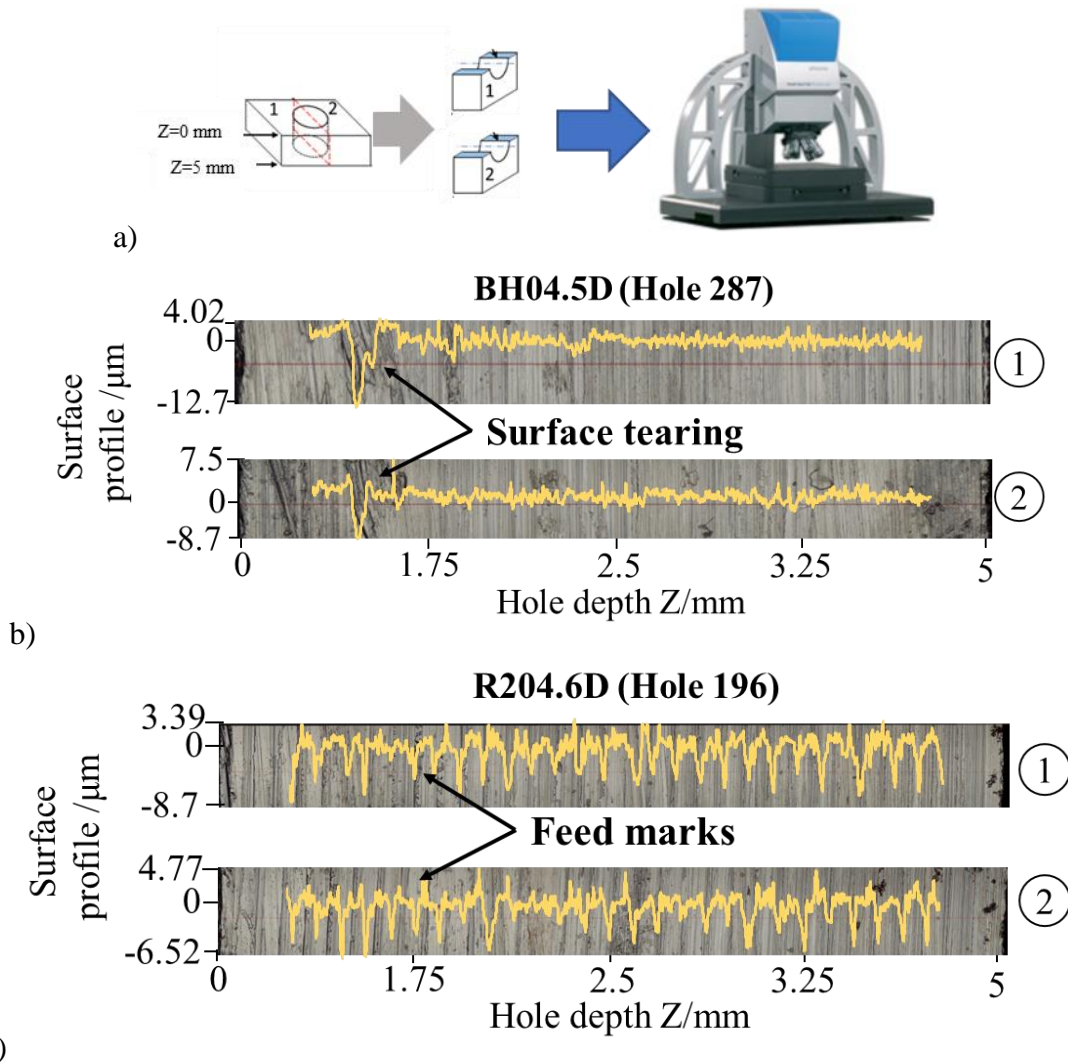 1 2
Z=0 mm
Z=5 mm
1
2
a)
BH04.5D (Hole 287)
4.02
0
-12.7
Surface profile /µm
1
Surface tearing
7.5
0
-8.7
2
0 1.75 2.5 3.25 5
Hole depth Z/mm
b)
R204.6D (Hole 196)
3.39
0
-8.7
Surface profile /µm
1
Feed marks
4.77
0
-6.52
2
0 1.75 2.5 3.25 5
Hole depth Z/mm
)